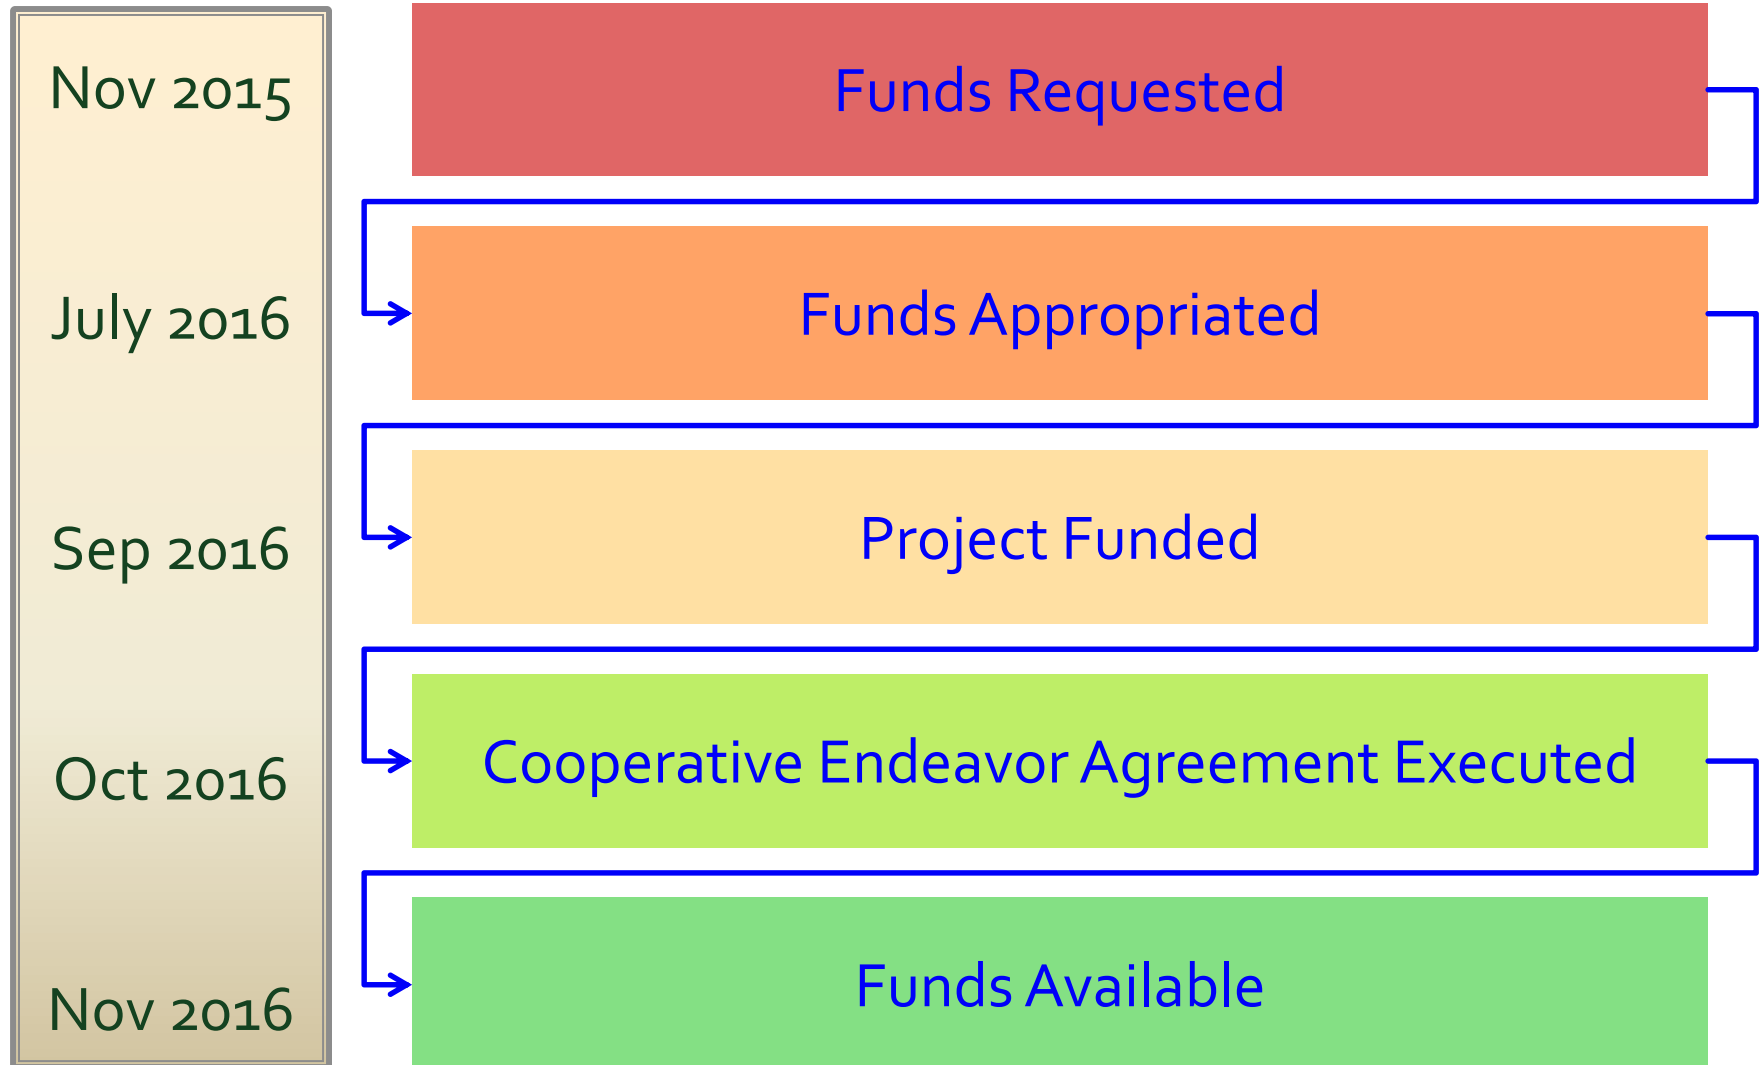 Nov 2015
Funds Requested
July 2016
Funds Appropriated
Sep 2016
Project Funded
Oct 2016
Cooperative Endeavor Agreement Executed
Nov 2016
Funds Available